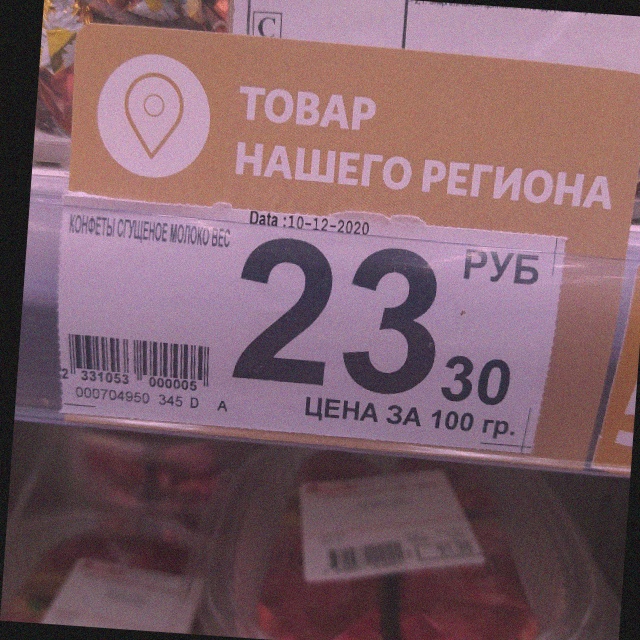 С
ТОВАР
НАШЕГО РЕГИОНА
Data :10-12-2020
КОНФЕТЫ СГУЩЕНОЕ МОЛОКО ВЕС
23 30 РУБ
2 331053 000005
000704950 345 D А
ЦЕНА ЗА 100 гр.